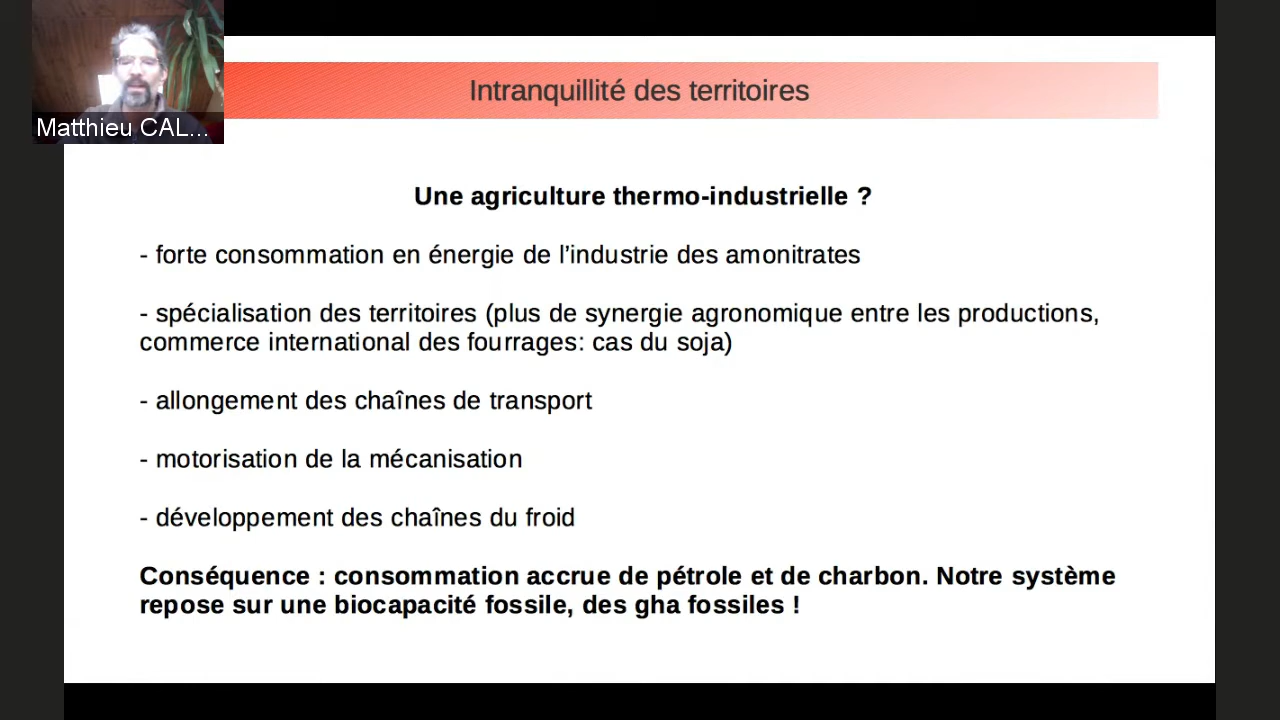 Intranquillité des territoires
Matthieu CAL...
Une agriculture thermo-industrielle ?
- forte consommation en énergie de l’industrie des amonitrates
- spécialisation des territoires (plus de synergie agronomique entre les productions,
commerce international des fourrages: cas du soja)
- allongement des chaînes de transport
- motorisation de la mécanisation
- développement des chaînes du froid
Conséquence : consommation accrue de pétrole et de charbon. Notre système
repose sur une biocapacité fossile, des gha fossiles !